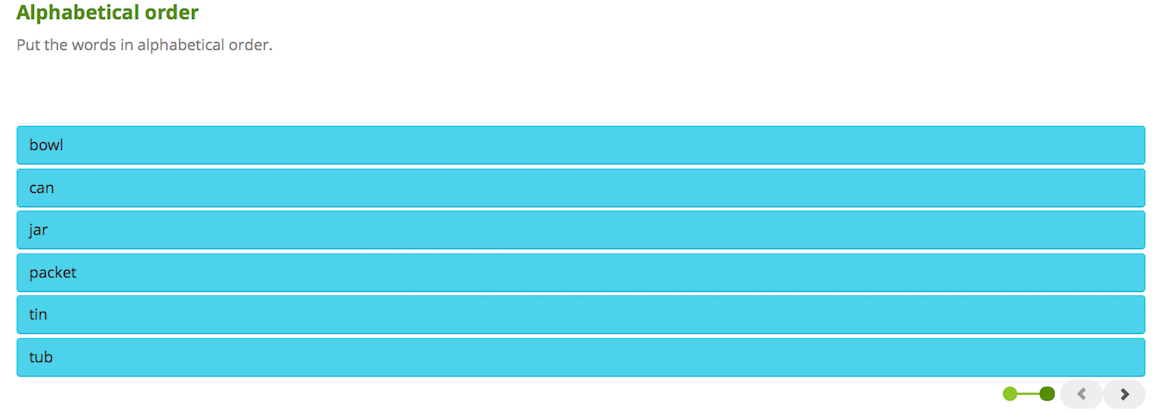 Alphabetical order
Put the words in alphabetical order.
bowl
can
jar
packet
tin
tub